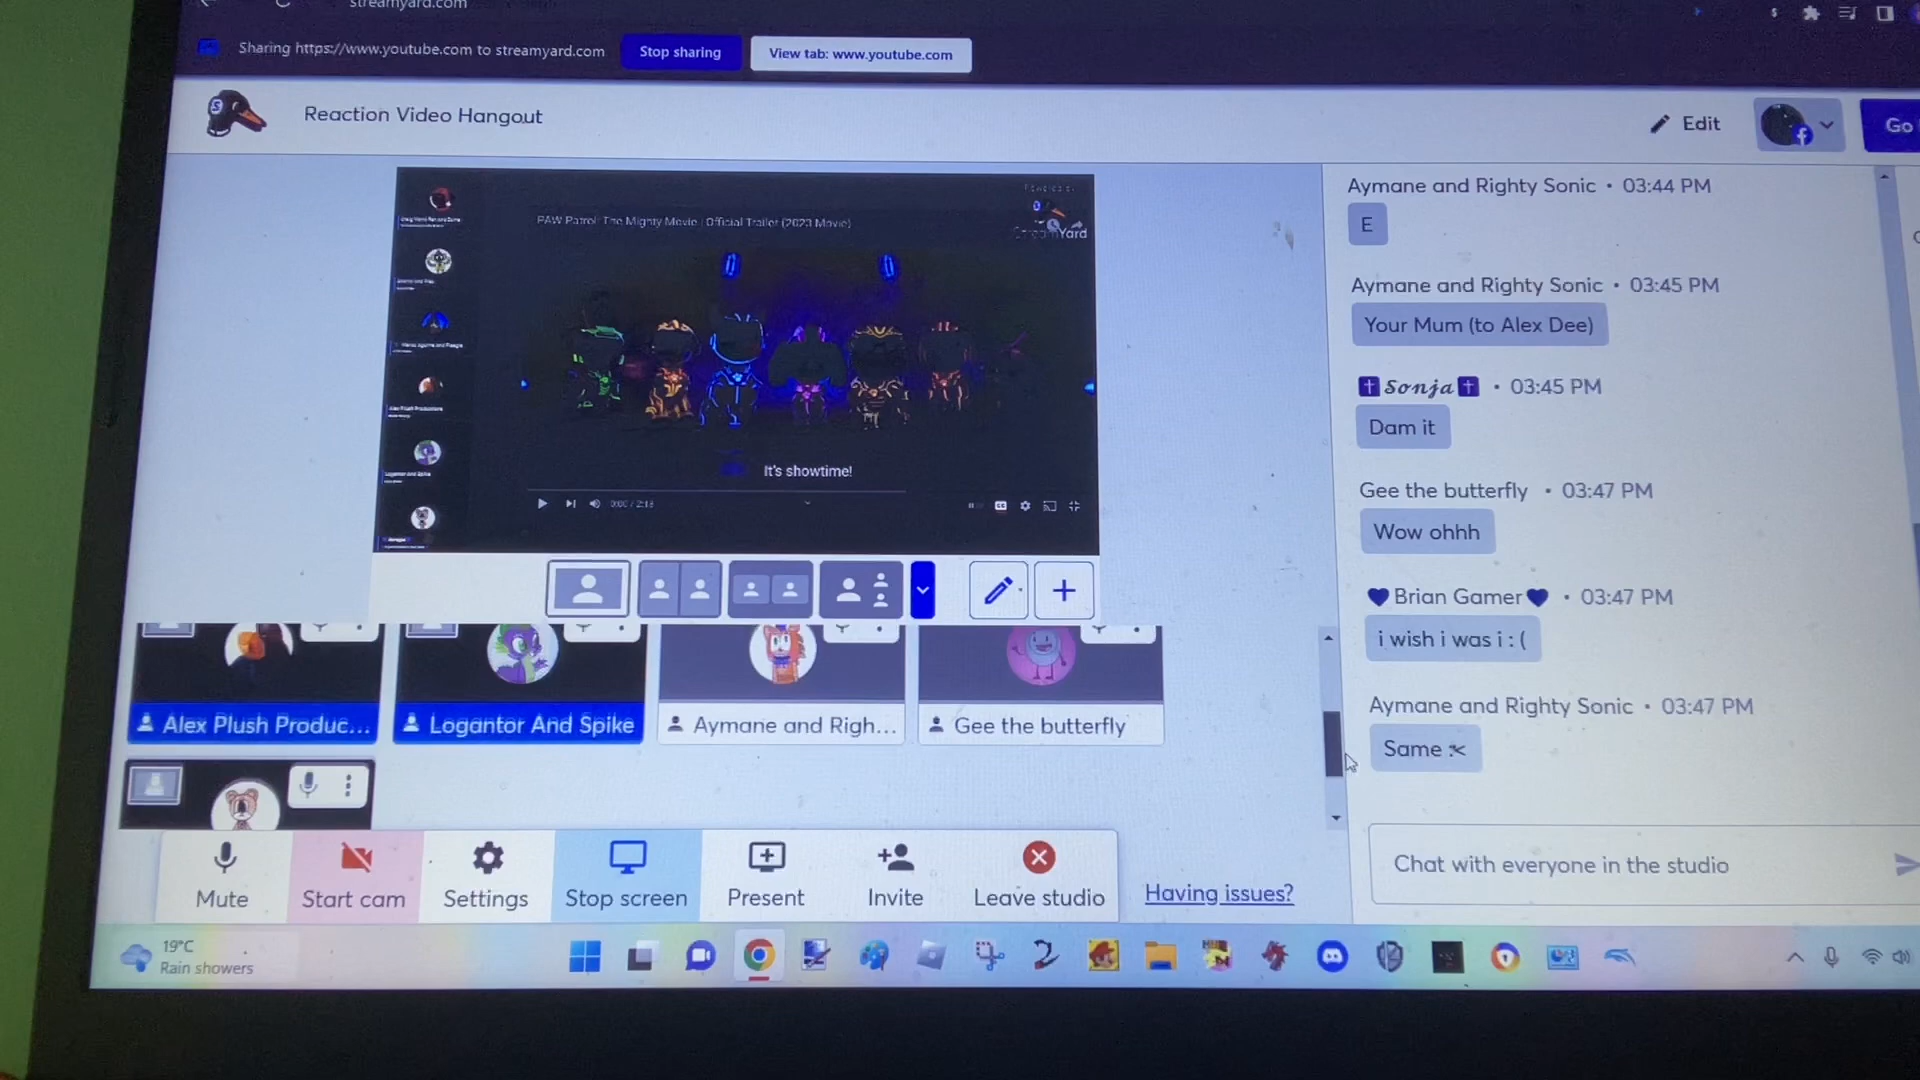 streamyard.com
Sharing https://www.youtube.com to streamyard.com
Stop sharing
View tab: www.youtube.com
S
Reaction Video Hangout
Edit
Go
PAW Patrol: The Mighty Movie | Official Trailer (2023 Movie)
StreamYard
It's showtime!
0:00 / 2:18
Alex Plush Produc...
Logantor And Spike
Aymane and Righ...
Gee the butterfly
Aymane and Righty Sonic • 03:44 PM
E
Aymane and Righty Sonic • 03:45 PM
Your Mum (to Alex Dee)
✝️𝓢𝓸𝓷𝓳𝓪✝️ • 03:45 PM
Dam it
Gee the butterfly • 03:47 PM
Wow ohhh
💙Brian Gamer💙 • 03:47 PM
i wish i was i : (
Aymane and Righty Sonic • 03:47 PM
Same :<
Chat with everyone in the studio
Mute
Start cam
Settings
Stop screen
Present
Invite
Leave studio
Having issues?
19°C
Rain showers